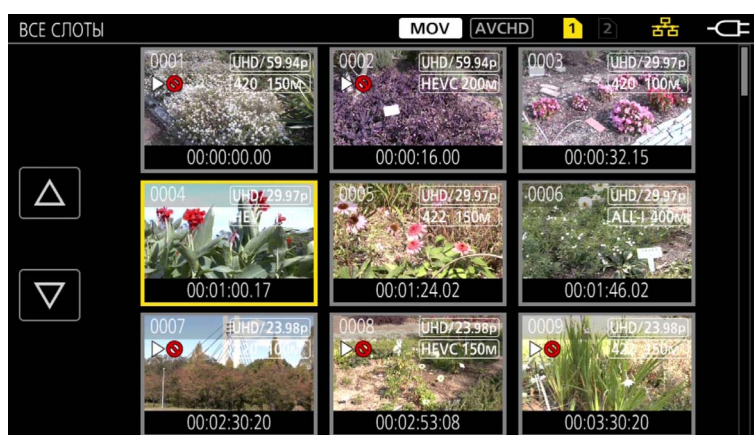 ВСЕ СЛОТЫ MOV AVCHD 1 2
0001 UHD/59.94p
420 150M
00:00:00.00
0002 UHD/59.94p
HEVC 200M
00:00:16.00
0003 UHD/29.97p
420 100M
00:00:32.15
0004 UHD/29.97p
HEVC
00:01:00.17
0005 UHD/29.97p
422 150M
00:01:24.02
0006 UHD/29.97p
ALL-I 400M
00:01:46.02
0007 UHD/23.98p
00:02:30:20
0008 UHD/23.98p
HEVC 150M
00:02:53:08
0009 UHD/23.98p
422 150M
00:03:30:20